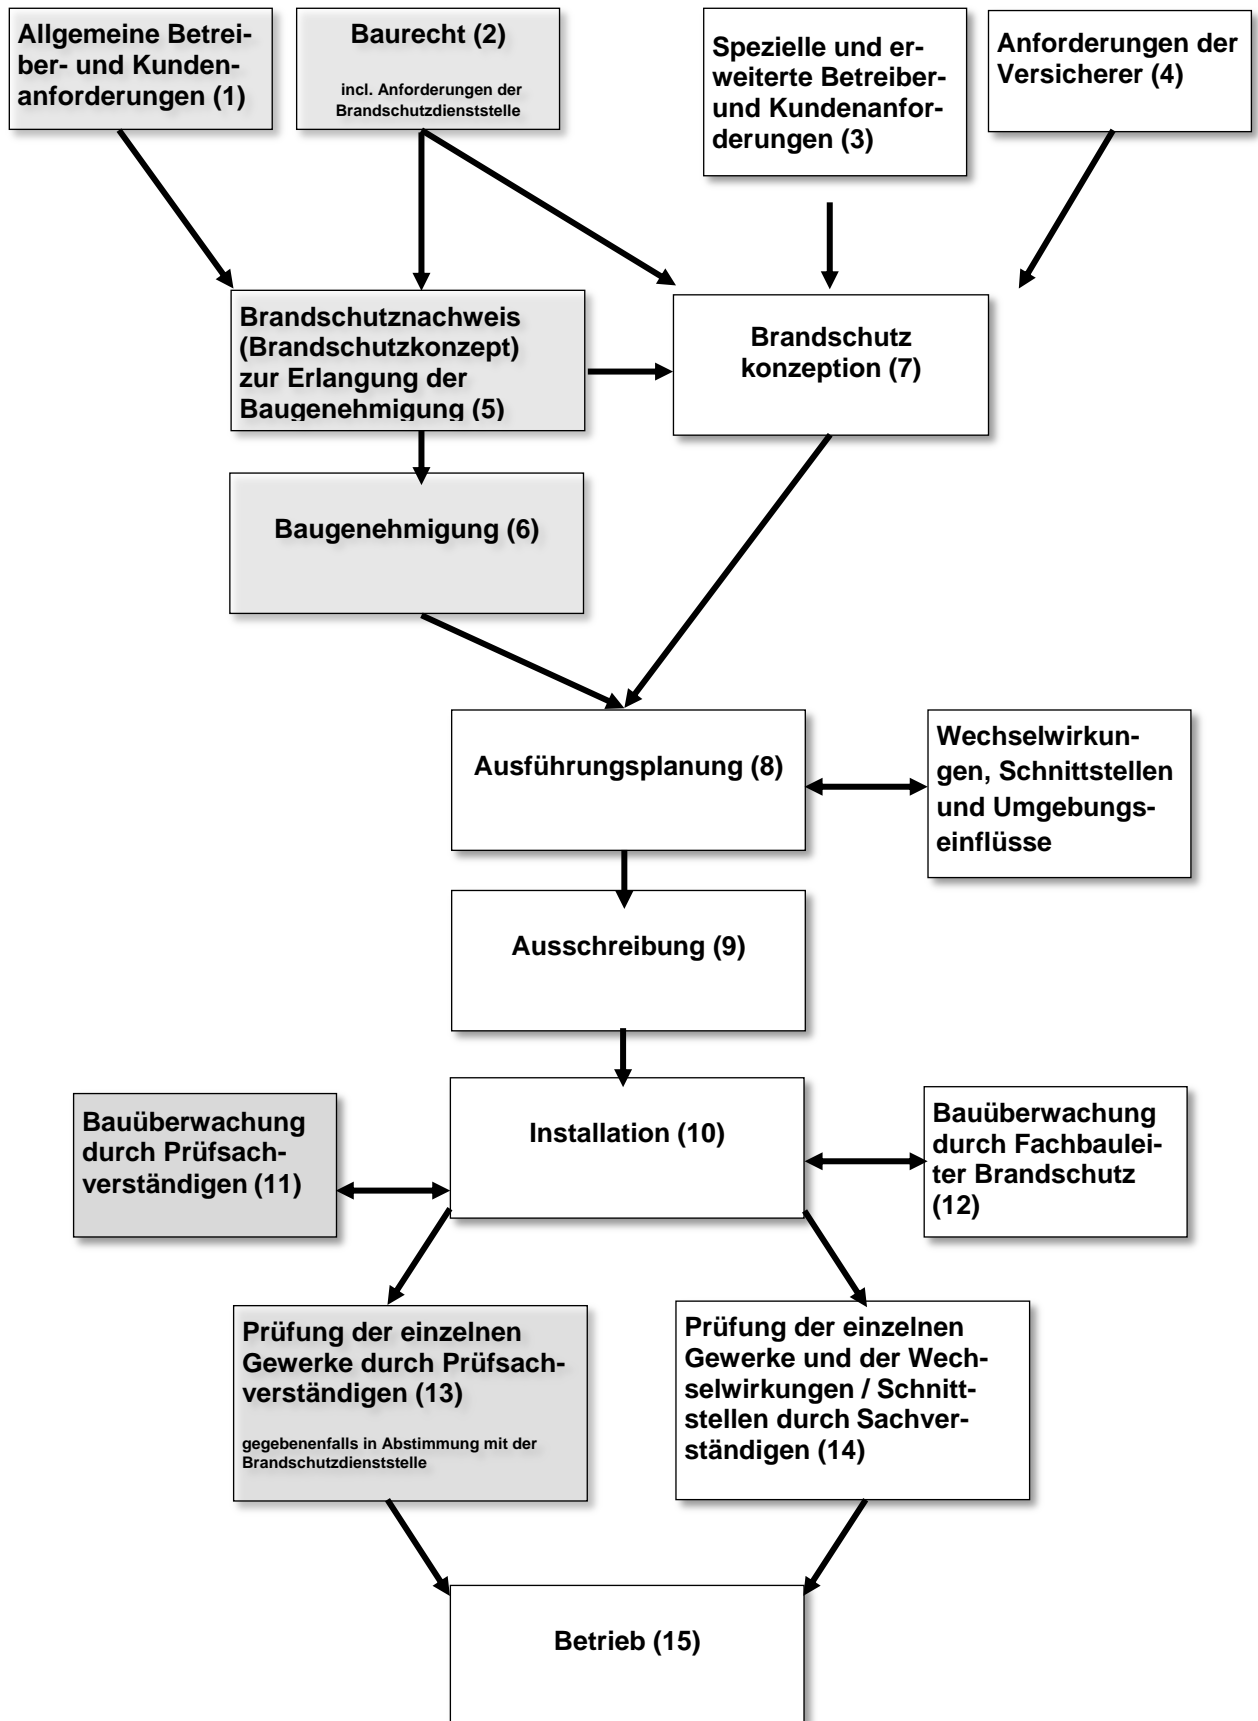 Allgemeine Betrei-
ber- und Kunden-
anforderungen (1)
Baurecht (2)
incl. Anforderungen der
Brandschutzdienststelle
Spezielle und er-
weiterte Betreiber-
und Kundenanfor-
derungen (3)
Anforderungen der
Versicherer (4)
Brandschutznachweis
(Brandschutzkonzept)
zur Erlangung der
Baugenehmigung (5)
Brandschutz
konzeption (7)
Baugenehmigung (6)
Ausführungsplanung (8)
Wechselwirkun-
gen, Schnittstellen
und Umgebungs-
einflüsse
Ausschreibung (9)
Installation (10)
Bauüberwachung
durch Prüfsach-
verständigen (11)
Bauüberwachung
durch Fachbaulei-
ter Brandschutz
(12)
Prüfung der einzelnen
Gewerke durch Prüfsach-
verständigen (13)
gegebenenfalls in Abstimmung mit der
Brandschutzdienststelle
Prüfung der einzelnen
Gewerke und der Wech-
selwirkungen / Schnitt-
stellen durch Sachver-
ständigen (14)
Betrieb (15)